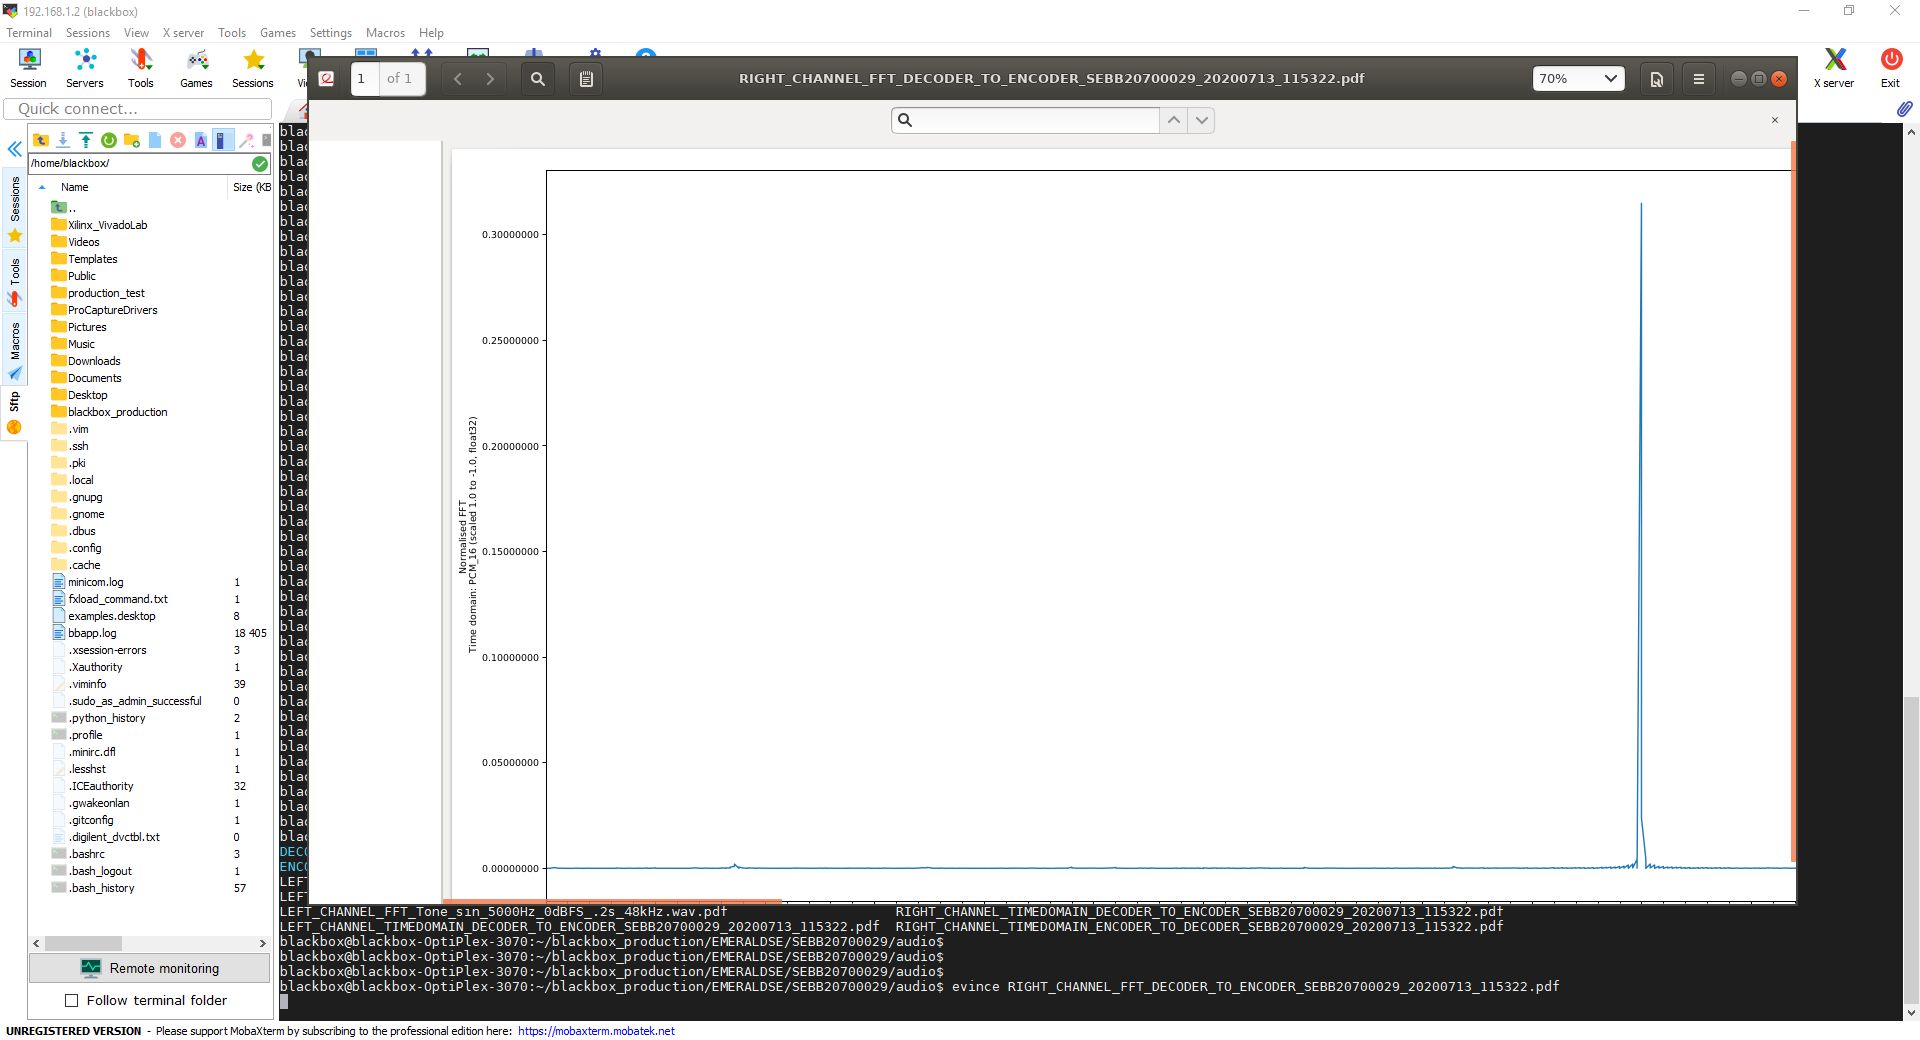 192.168.1.2 (blackbox)
Terminal Sessions View X server Tools Games Settings Macros Help
Session Servers Tools Games Sessions X server Exit
Quick connect...
1 of 1
RIGHT_CHANNEL_FFT_DECODER_TO_ENCODER_SEBB20700029_20200713_115322.pdf
70%
/home/blackbox/
Name Size (KB
..
Xilinx_VivadoLab
Videos
Templates
Public
production_test
ProCaptureDrivers
Pictures
Music
Downloads
Documents
Desktop
blackbox_production
.vim
.ssh
.pki
.local
.gnupg
.gnome
.dbus
.config
.cache
minicom.log 1
fxload_command.txt 1
examples.desktop 8
bbapp.log 18 405
.xsession-errors 3
.Xauthority 1
.viminfo 39
.sudo_as_admin_successful 0
.python_history 2
.profile 1
.minirc.dfl 1
.lesshst 1
.ICEauthority 32
.gwakeonlan 1
.gitconfig 1
.digilent_dvctbl.txt 0
.bashrc 3
.bash_logout 1
.bash_history 57
Sessions
Tools
Macros
Sftp
Remote monitoring
Follow terminal folder
0.30000000
0.25000000
0.20000000
0.15000000
0.10000000
0.05000000
0.00000000
Normalised FFT
Time domain: PCM_16 (scaled 1.0 to -1.0, float32)
DECO
ENCO
LEFT
LEFT
LEFT_CHANNEL_FFT_Tone_sin_5000Hz_0dBFS_.2s_48kHz.wav.pdf RIGHT_CHANNEL_TIMEDOMAIN_DECODER_TO_ENCODER_SEBB20700029_20200713_115322.pdf
LEFT_CHANNEL_TIMEDOMAIN_DECODER_TO_ENCODER_SEBB20700029_20200713_115322.pdf RIGHT_CHANNEL_TIMEDOMAIN_ENCODER_TO_DECODER_SEBB20700029_20200713_115322.pdf
blackbox@blackbox-OptiPlex-3070:~/blackbox_production/EMERALDSE/SEBB20700029/audio$
blackbox@blackbox-OptiPlex-3070:~/blackbox_production/EMERALDSE/SEBB20700029/audio$
blackbox@blackbox-OptiPlex-3070:~/blackbox_production/EMERALDSE/SEBB20700029/audio$
blackbox@blackbox-OptiPlex-3070:~/blackbox_production/EMERALDSE/SEBB20700029/audio$ evince RIGHT_CHANNEL_FFT_DECODER_TO_ENCODER_SEBB20700029_20200713_115322.pdf
UNREGISTERED VERSION - Please support MobaXterm by subscribing to the professional edition here: https://mobaxterm.mobatek.net